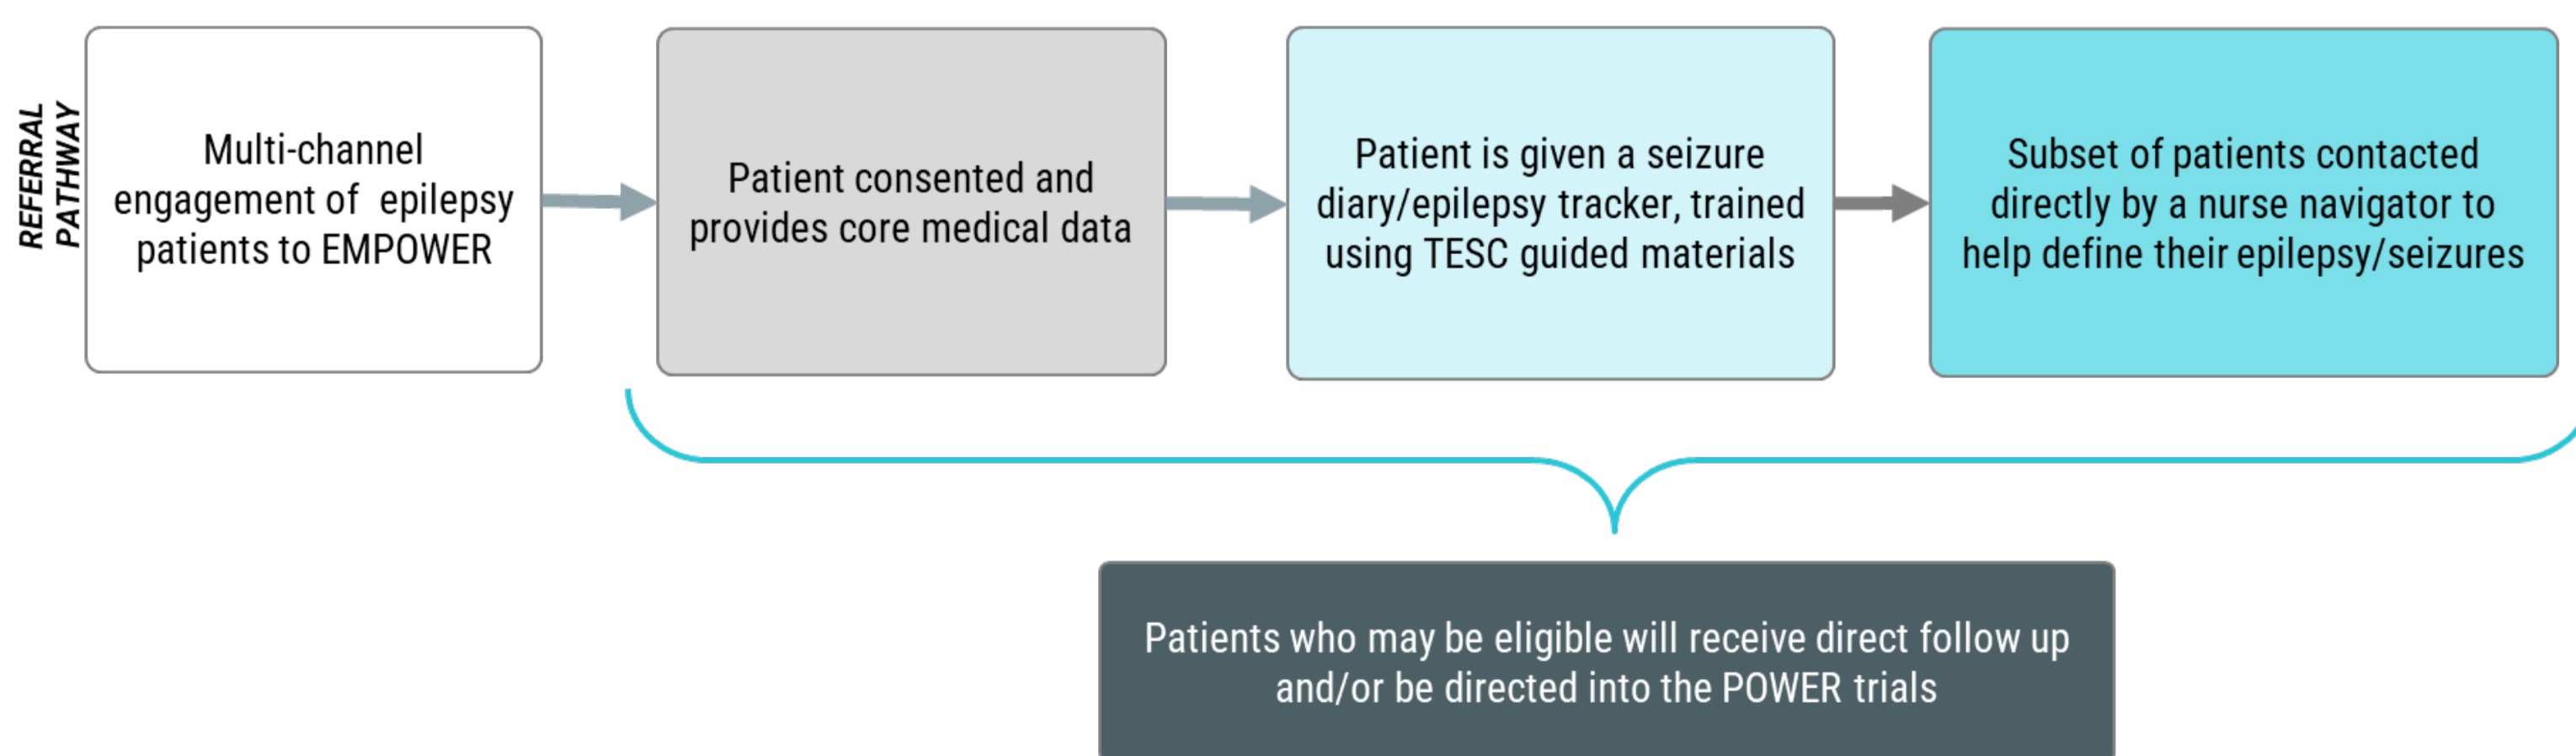 REFERRAL
PATHWAY
Multi-channel
engagement of  epilepsy
patients to EMPOWER
Patient consented and
provides core medical data
Patient is given a seizure
diary/epilepsy tracker, trained
using TESC guided materials
Subset of patients contacted
directly by a nurse navigator to
help define their epilepsy/seizures
Patients who may be eligible will receive direct follow up
and/or be directed into the POWER trials